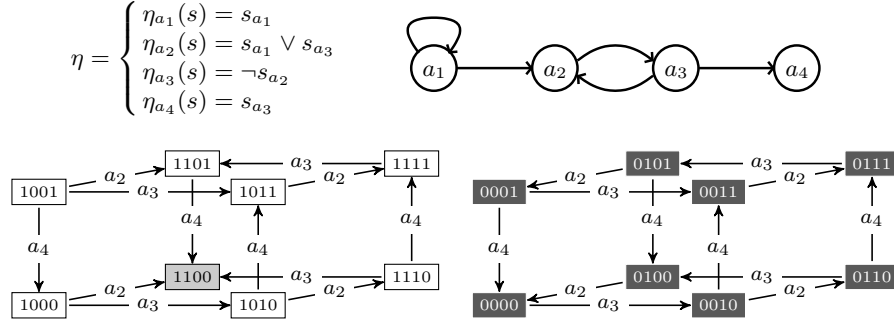 η = { η_{a_1}(s) = s_{a_1}
η_{a_2}(s) = s_{a_1} ∨ s_{a_3}
η_{a_3}(s) = ¬s_{a_2}
η_{a_4}(s) = s_{a_3}
a_1 a_2 a_3 a_4
1101 a_3 1111 0101 a_3 0111
1001 a_2 a_3 1011 a_2 0001 a_2 a_3 0011 a_2
a_4 a_4 a_4 a_4 a_4 a_4 a_4 a_4
1100 a_3 1110 0100 a_3 0110
1000 a_2 a_3 1010 a_2 0000 a_2 a_3 0010 a_2